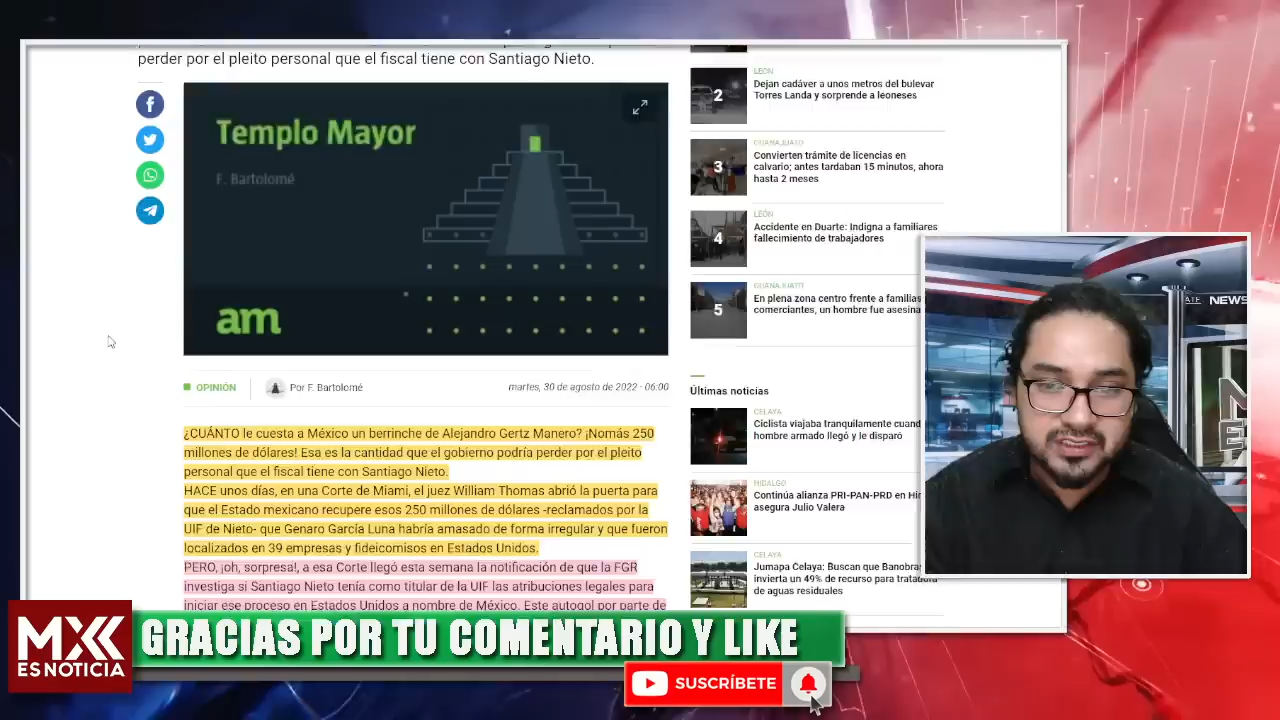 perder por el pleito personal que el fiscal tiene con Santiago Nieto.
Templo Mayor
F. Bartolomé
am
OPINIÓN
Por F. Bartolomé
martes, 30 de agosto de 2022 · 06:00
¿CUÁNTO le cuesta a México un berrinche de Alejandro Gertz Manero? ¡Nomás 250
millones de dólares! Esa es la cantidad que el gobierno podría perder por el pleito
personal que el fiscal tiene con Santiago Nieto.
HACE unos días, en una Corte de Miami, el juez William Thomas abrió la puerta para
que el Estado mexicano recupere esos 250 millones de dólares -reclamados por la
UIF de Nieto- que Genaro García Luna habría amasado de forma irregular y que fueron
localizados en 39 empresas y fideicomisos en Estados Unidos.
PERO, ¡oh, sorpresa!, a esa Corte llegó esta semana la notificación de que la FGR
investiga si Santiago Nieto tenía como titular de la UIF las atribuciones legales para
iniciar ese proceso en Estados Unidos a nombre de México. Este autogol por parte de
2
LEÓN
Dejan cadáver a unos metros del bulevar
Torres Landa y sorprende a leoneses
3
GUANAJUATO
Convierten trámite de licencias en
calvario; antes tardaban 15 minutos, ahora
hasta 2 meses
4
LEÓN
Accidente en Duarte: Indigna a familiares
fallecimiento de trabajadores
5
GUANAJUATO
En plena zona centro frente a familias
comerciantes, un hombre fue asesina
Últimas noticias
CELAYA
Ciclista viajaba tranquilamente cuand
hombre armado llegó y le disparó
HIDALGO
Continúa alianza PRI-PAN-PRD en Hi
asegura Julio Valera
CELAYA
Jumapa Celaya: Buscan que Banobras
invierta un 49% de recurso para tratado
de aguas residuales
NEWS
MX
ES NOTICIA
GRACIAS POR TU COMENTARIO Y LIKE
SUSCRÍBETE